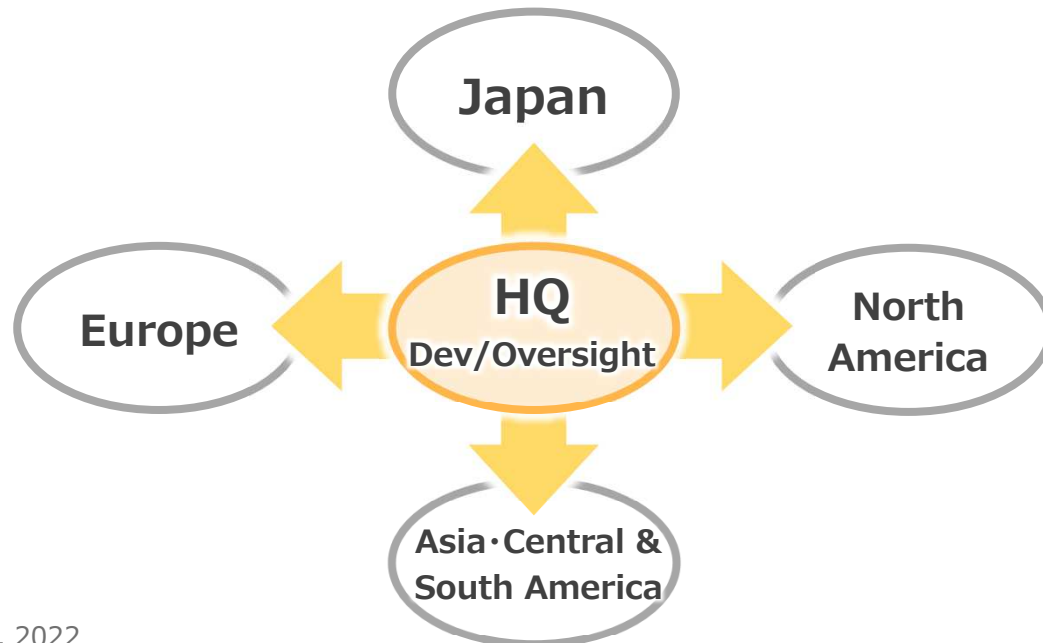 Japan
HQ
Dev/Oversight
Europe
North
America
Asia･Central &
South America
2022